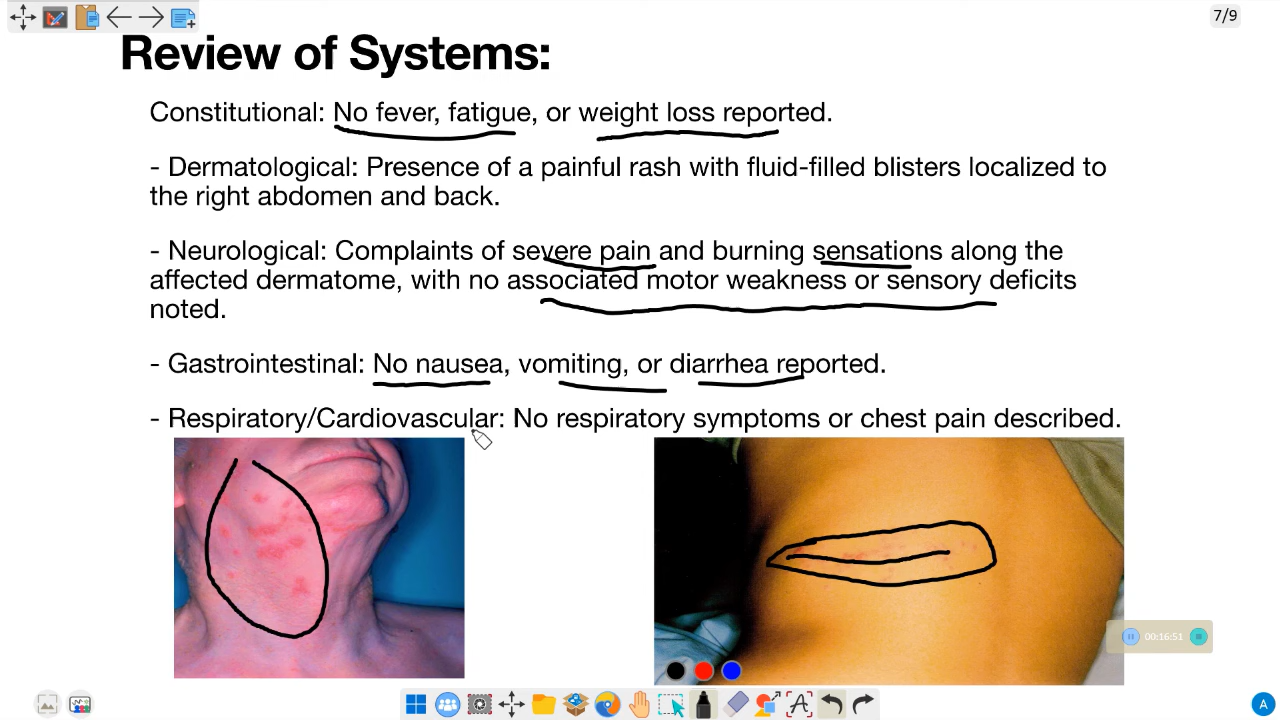 7/9
Review of Systems:
Constitutional: No fever, fatigue, or weight loss reported.
- Dermatological: Presence of a painful rash with fluid-filled blisters localized to
the right abdomen and back.
- Neurological: Complaints of severe pain and burning sensations along the
affected dermatome, with no associated motor weakness or sensory deficits
noted.
- Gastrointestinal: No nausea, vomiting, or diarrhea reported.
- Respiratory/Cardiovascular: No respiratory symptoms or chest pain described.
00:16:51
A
A